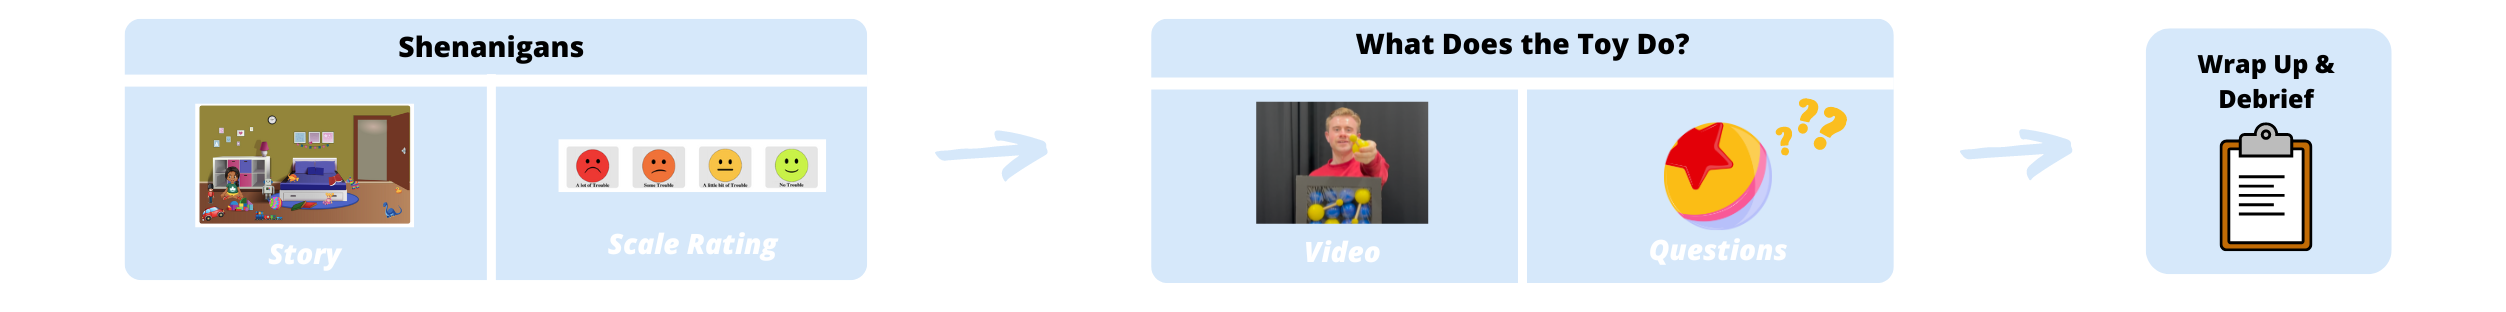 Shenanigans
A lot of Trouble
Some Trouble
A little bit of Trouble
No Trouble
Story
Scale Rating
What Does the Toy Do?
???
Video
Questions
Wrap Up &
Debrief